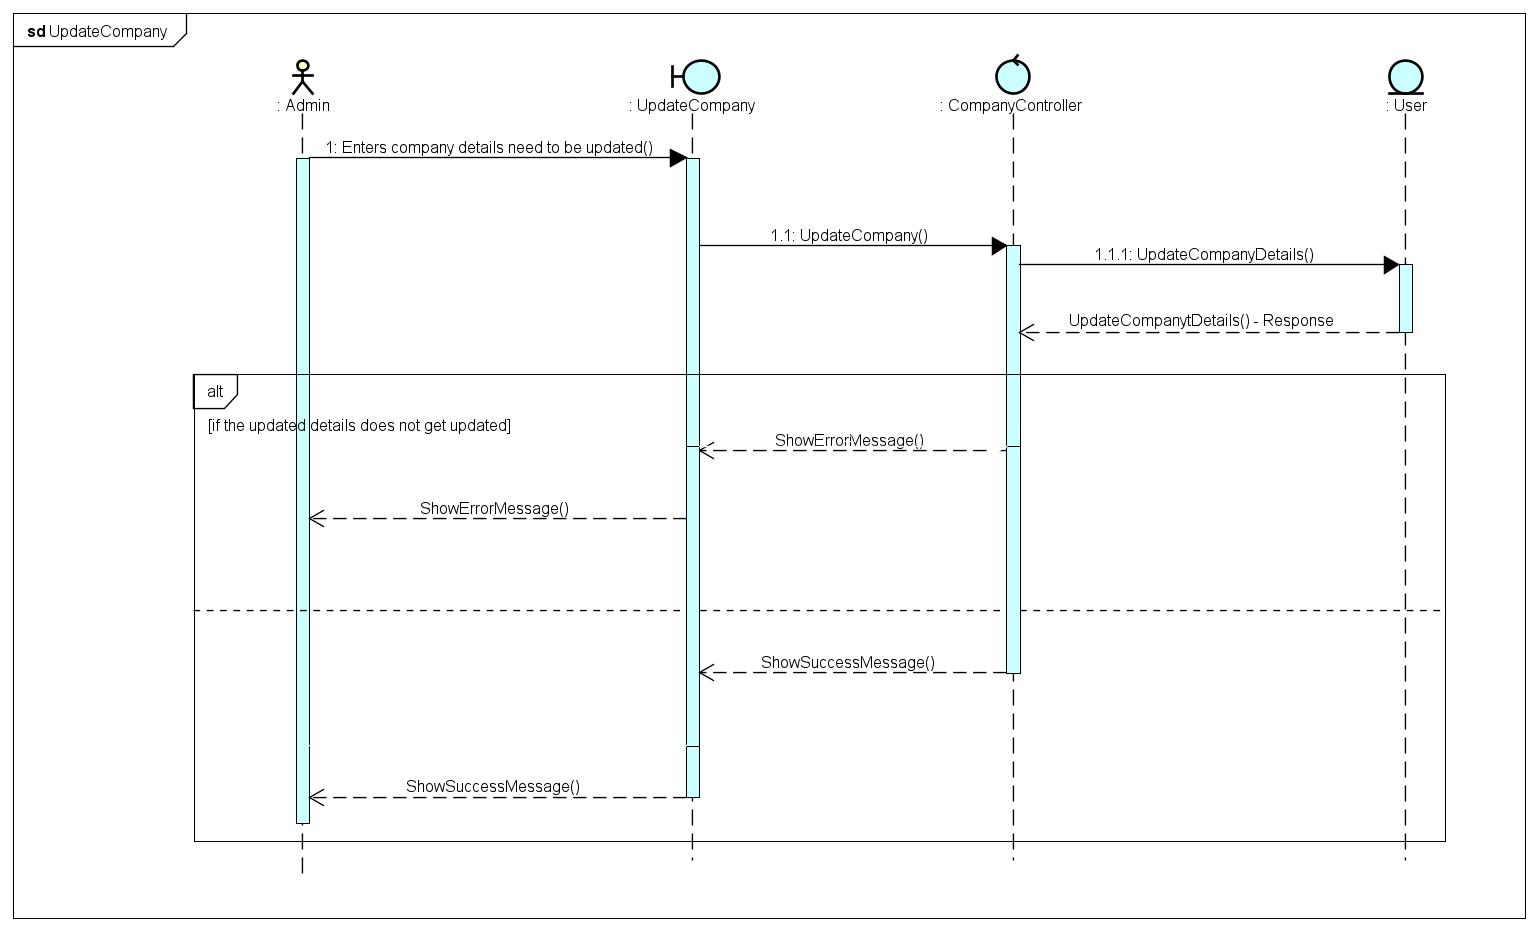 sd UpdateCompany
: Admin
: UpdateCompany
: CompanyController
: User
1: Enters company details need to be updated()
1.1: UpdateCompany()
1.1.1: UpdateCompanyDetails()
UpdateCompanytDetails() - Response
alt
[if the updated details does not get updated]
ShowErrorMessage()
ShowErrorMessage()
ShowSuccessMessage()
ShowSuccessMessage()